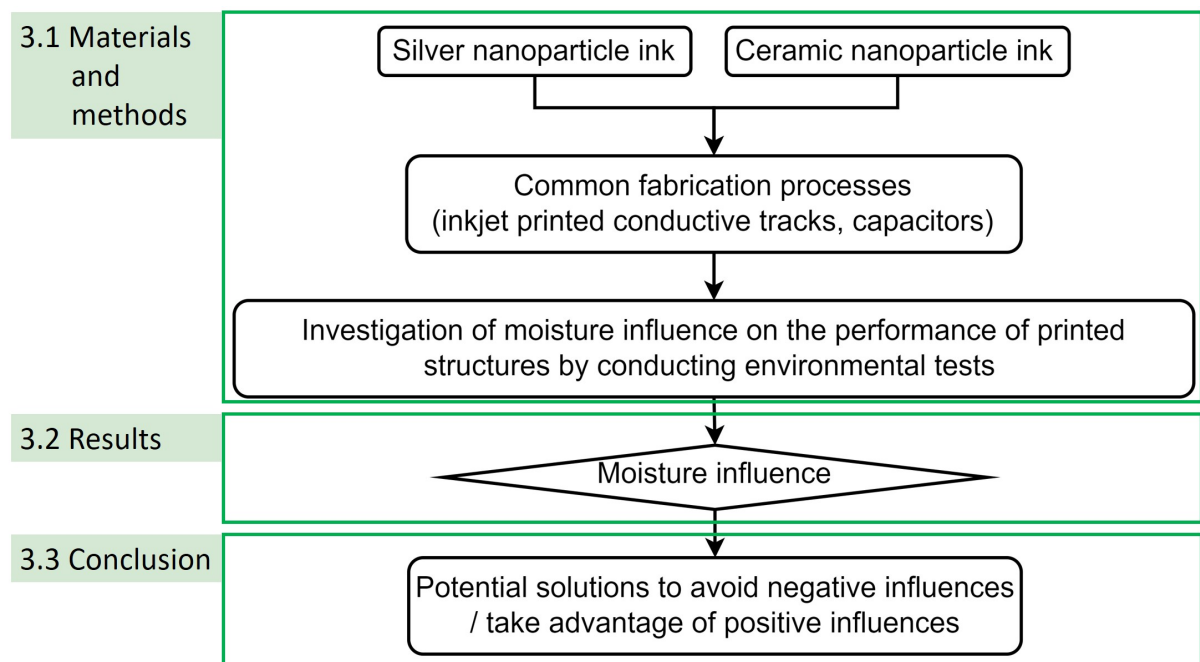 3.1 Materials
and
methods
Silver nanoparticle ink
Ceramic nanoparticle ink
Common fabrication processes
(inkjet printed conductive tracks, capacitors)
Investigation of moisture influence on the performance of printed
structures by conducting environmental tests
3.2 Results
Moisture influence
3.3 Conclusion
Potential solutions to avoid negative influences
/ take advantage of positive influences